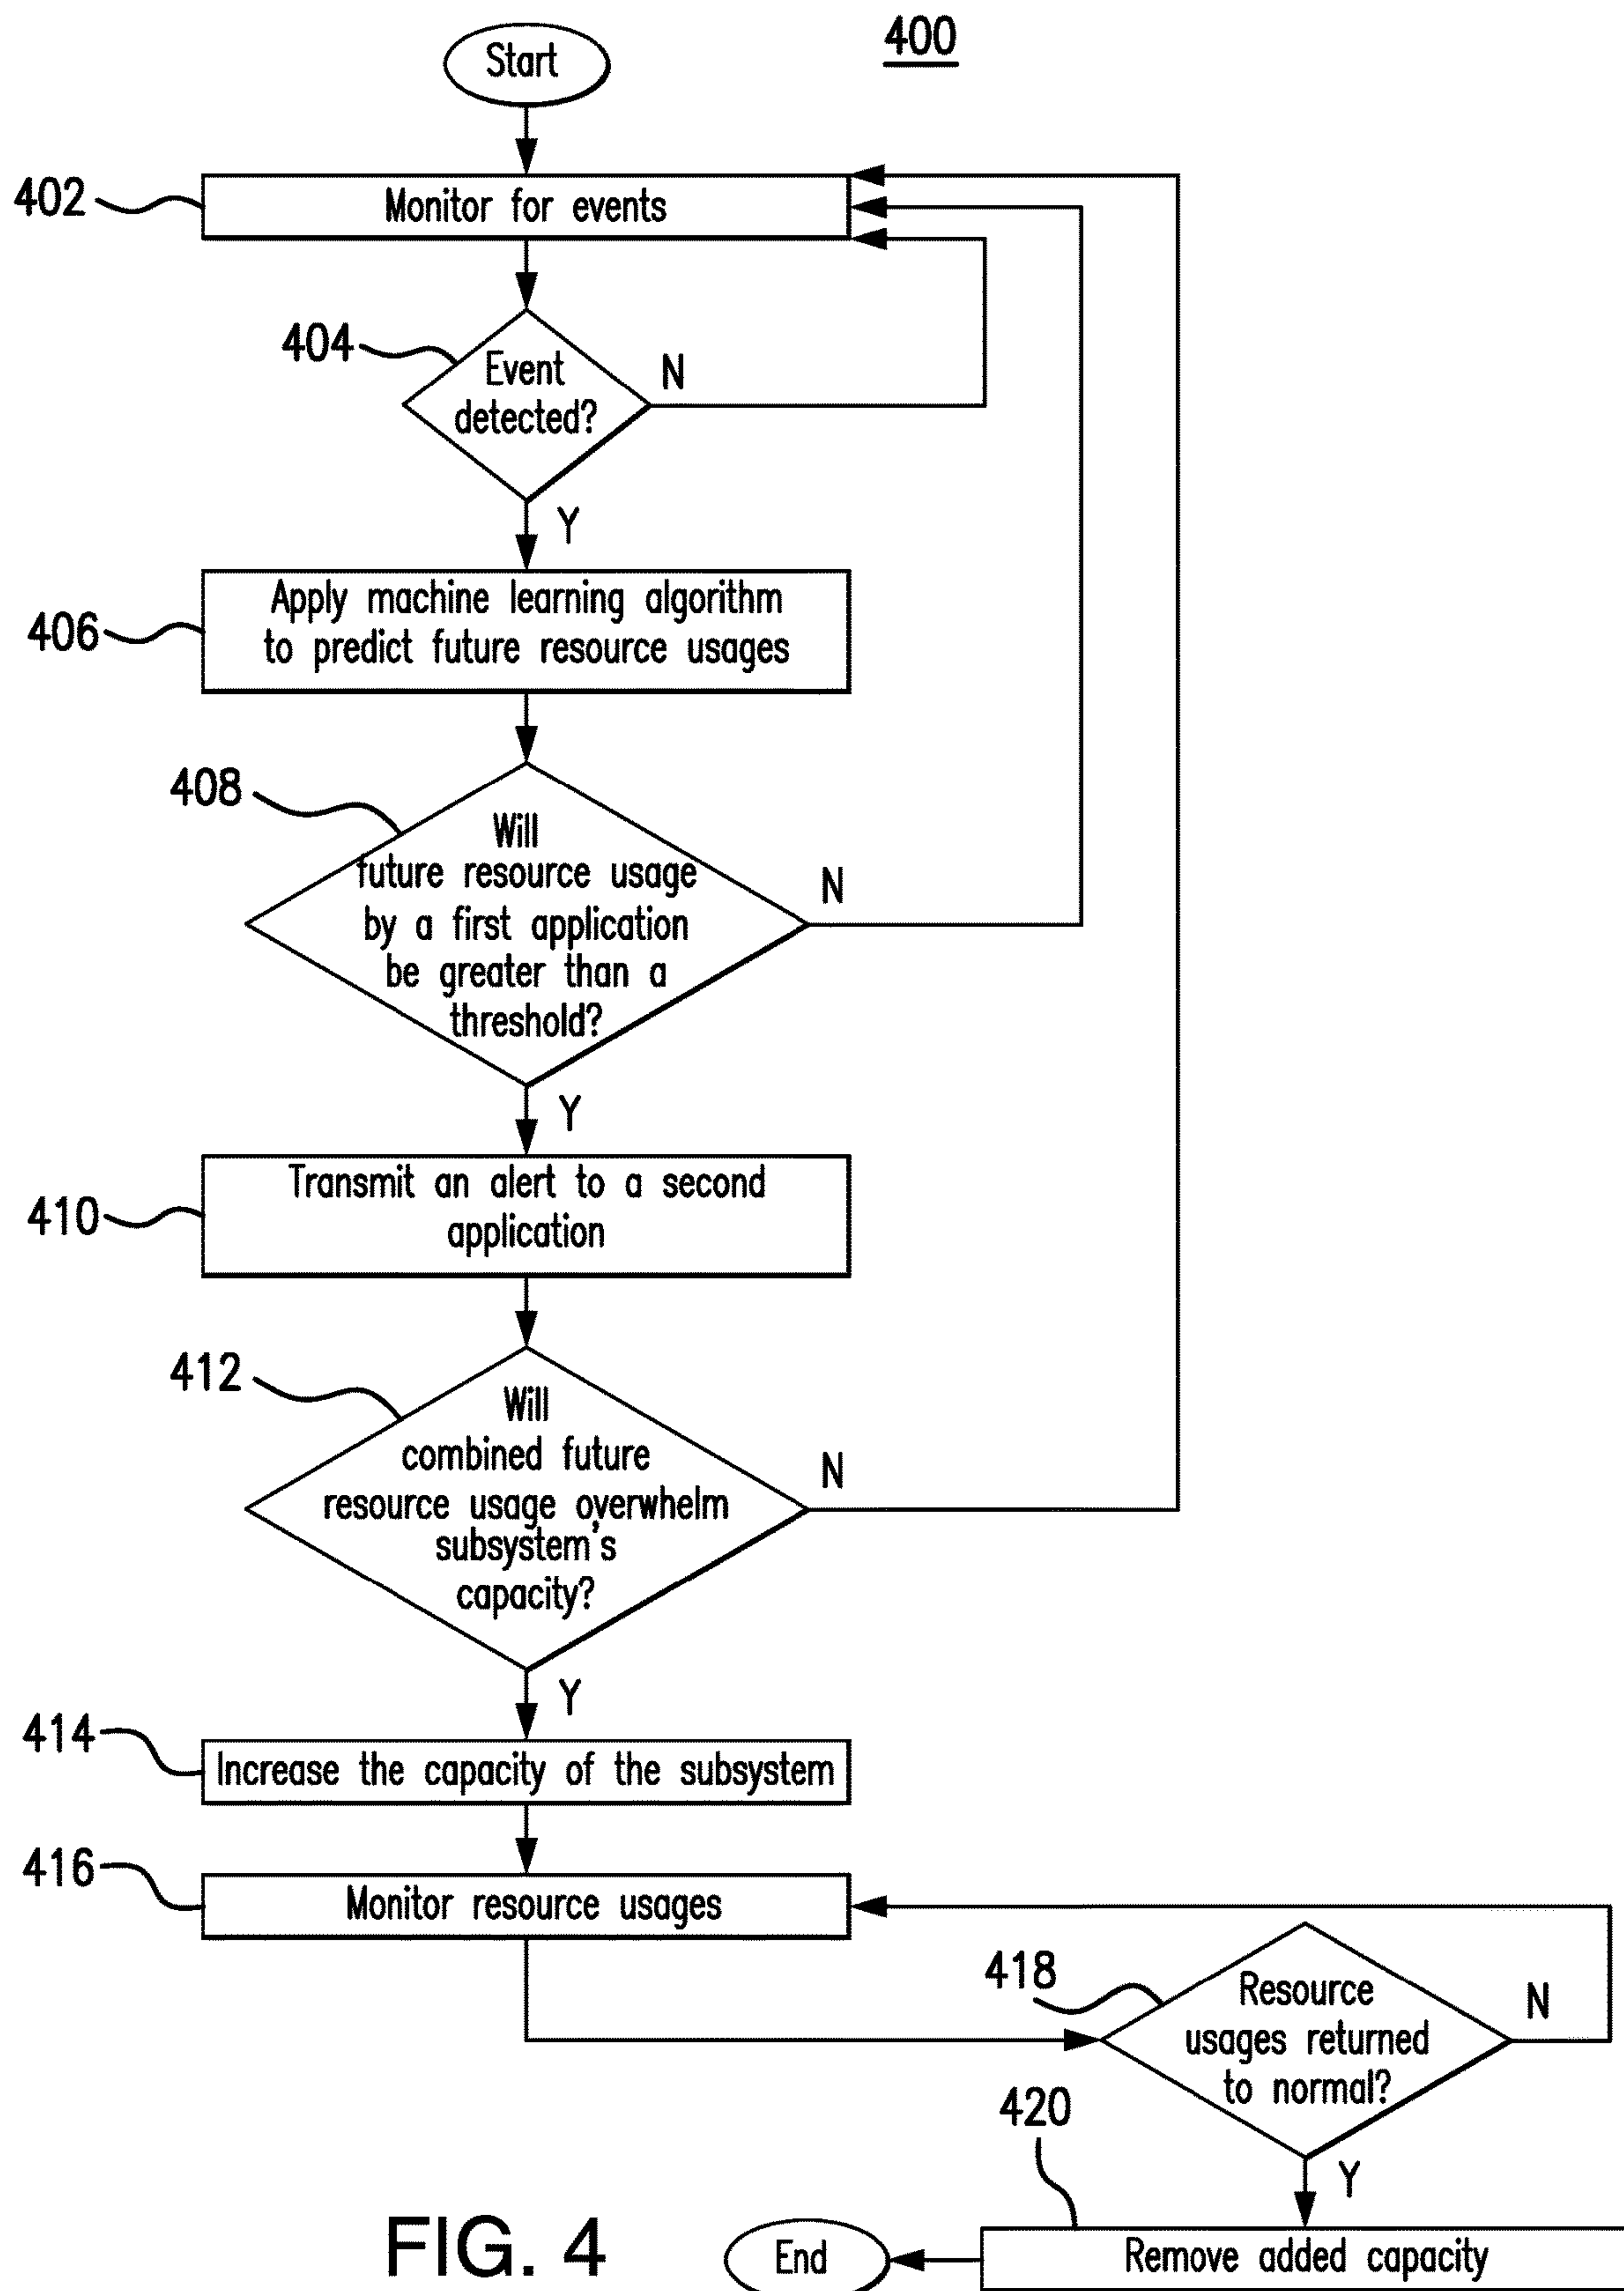 400
Start
402
Monitor for events
404
Event
detected?
N
Y
406
Apply machine learning algorithm
to predict future resource usages
408
Will
future resource usage
by a first application
be greater than a
threshold?
N
Y
410
Transmit an alert to a second
application
412
Will
combined future
resource usage overwhelm
subsystem's
capacity?
N
Y
414
Increase the capacity of the subsystem
416
Monitor resource usages
418
Resource
usages returned
to normal?
N
Y
420
Remove added capacity
End
FIG. 4